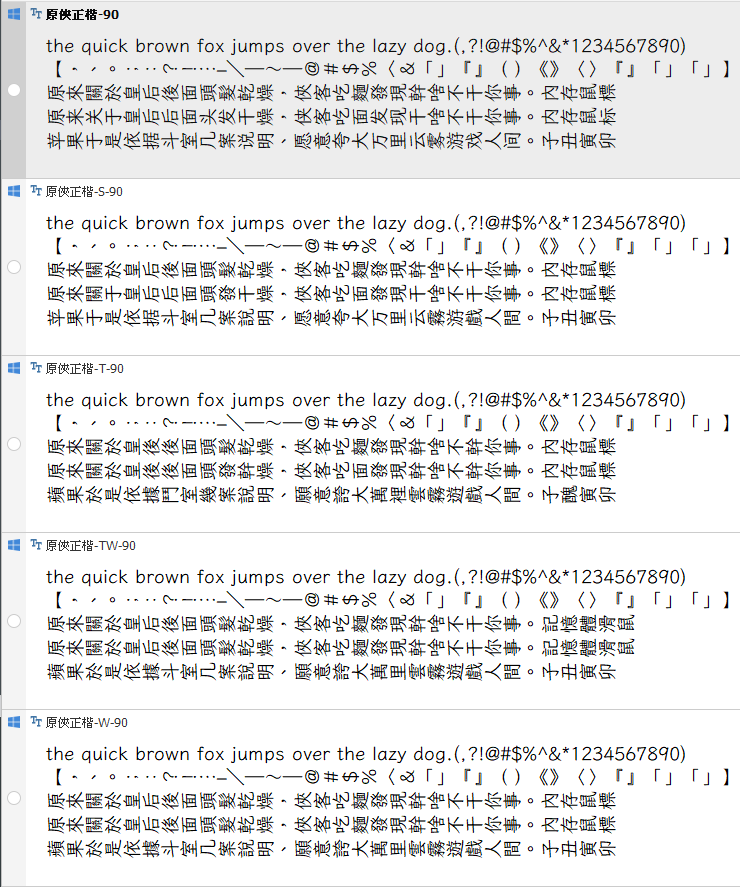 原俠正楷-90
the quick brown fox jumps over the lazy dog.(,?!@#$%^&*1234567890)
【，、。：；？！…＿＼—～—@#$%︿&「」『』（）《》〈〉『』「」「」】
原來關於皇后後面頭髮乾燥，俠客吃麵發現幹啥不干你事。內存鼠標
原来关于皇后后面头发干燥，侠客吃面发现干啥不干你事。内存鼠标
苹果于是依据斗室几案说明、愿意夸大万里云雾游戏人间。子丑寅卯
原俠正楷-S-90
the quick brown fox jumps over the lazy dog.(,?!@#$%^&*1234567890)
【，、。：；？！…＿＼—～—@#$%︿&「」『』（）《》〈〉『』「」「」】
原來關於皇后後面頭髮乾燥，俠客吃麵發現幹啥不干你事。內存鼠標
原來關于皇后后面頭發干燥，俠客吃面發現干啥不干你事。內存鼠標
苹果于是依据斗室几案說明、愿意夸大万里云霧游戲人間。子丑寅卯
原俠正楷-T-90
the quick brown fox jumps over the lazy dog.(,?!@#$%^&*1234567890)
【，、。：；？！…＿＼—～—@#$%︿&「」『』（）《》〈〉『』「」「」】
原來關於皇後後面頭髮乾燥，俠客吃麵發現幹啥不幹你事。內存鼠標
原來關於皇後後面頭發幹燥，俠客吃面發現幹啥不幹你事。內存鼠標
蘋果於是依據鬥室幾案說明、願意誇大萬裡雲霧遊戲人間。子醜寅卯
原俠正楷-TW-90
the quick brown fox jumps over the lazy dog.(,?!@#$%^&*1234567890)
【，、。：；？！…＿＼—～—@#$%︿&「」『』（）《》〈〉『』「」「」】
原來關於皇后後面頭髮乾燥，俠客吃麵發現幹啥不干你事。記憶體滑鼠
原來關於皇后後面頭髮乾燥，俠客吃麵發現幹啥不干你事。記憶體滑鼠
蘋果於是依據斗室几案說明、願意誇大萬里雲霧遊戲人間。子丑寅卯
原俠正楷-W-90
the quick brown fox jumps over the lazy dog.(,?!@#$%^&*1234567890)
【，、。：；？！…＿＼—～—@#$%︿&「」『』（）《》〈〉『』「」「」】
原來關於皇后後面頭髮乾燥，俠客吃麵發現幹啥不干你事。內存鼠標
原來關於皇后後面頭髮乾燥，俠客吃麵發現幹啥不干你事。內存鼠標
蘋果於是依據斗室几案說明、願意誇大萬里雲霧遊戲人間。子丑寅卯